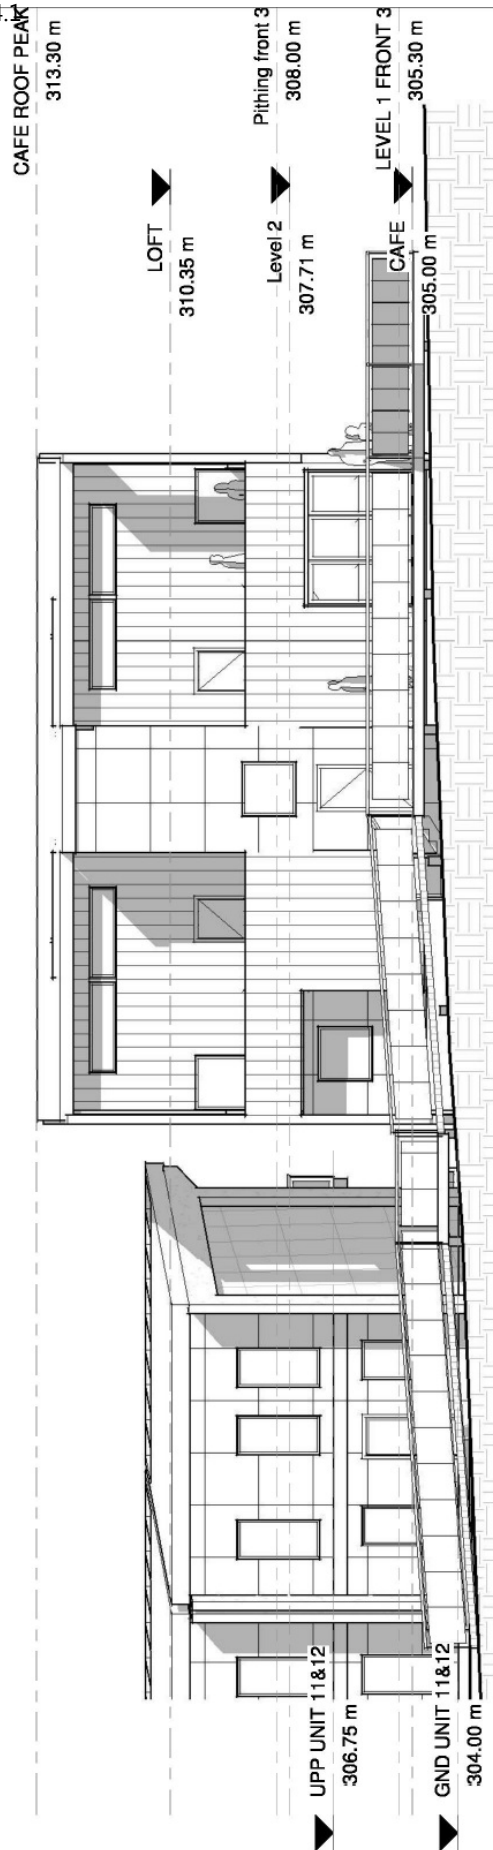 4.1
CAFE ROOF PEAK
313.30 m
LOFT
310.35 m
Pithing front 3
308.00 m
Level 2
307.71 m
LEVEL 1 FRONT 3
305.30 m
CAFE
305.00 m
UPP UNIT 11&12
306.75 m
GND UNIT 11&12
304.00 m